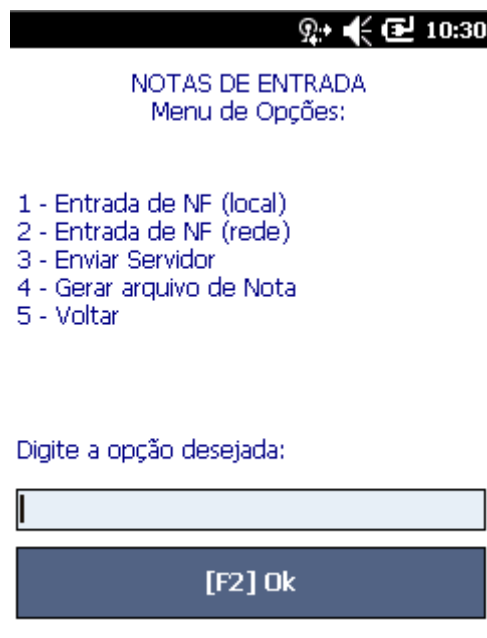 10:30
NOTAS DE ENTRADA
Menu de Opções:
1 - Entrada de NF (local)
2 - Entrada de NF (rede)
3 - Enviar Servidor
4 - Gerar arquivo de Nota
5 - Voltar
Digite a opção desejada:
[F2] Ok